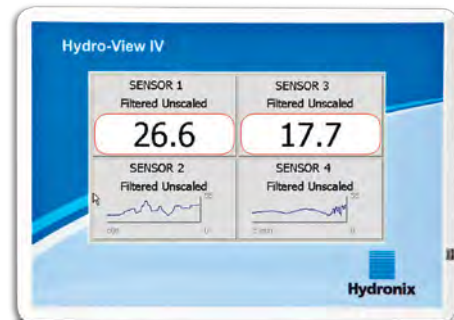 Hydro-View IV
SENSOR 1
Filtered Unscaled
26.6
SENSOR 3
Filtered Unscaled
17.7
SENSOR 2
Filtered Unscaled
SENSOR 4
Filtered Unscaled
Hydronix